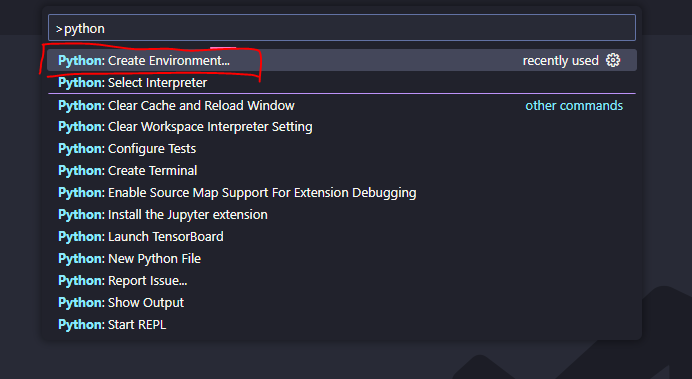 >python
Python: Create Environment... recently used
Python: Select Interpreter
Python: Clear Cache and Reload Window other commands
Python: Clear Workspace Interpreter Setting
Python: Configure Tests
Python: Create Terminal
Python: Enable Source Map Support For Extension Debugging
Python: Install the Jupyter extension
Python: Launch TensorBoard
Python: New Python File
Python: Report Issue...
Python: Show Output
Python: Start REPL